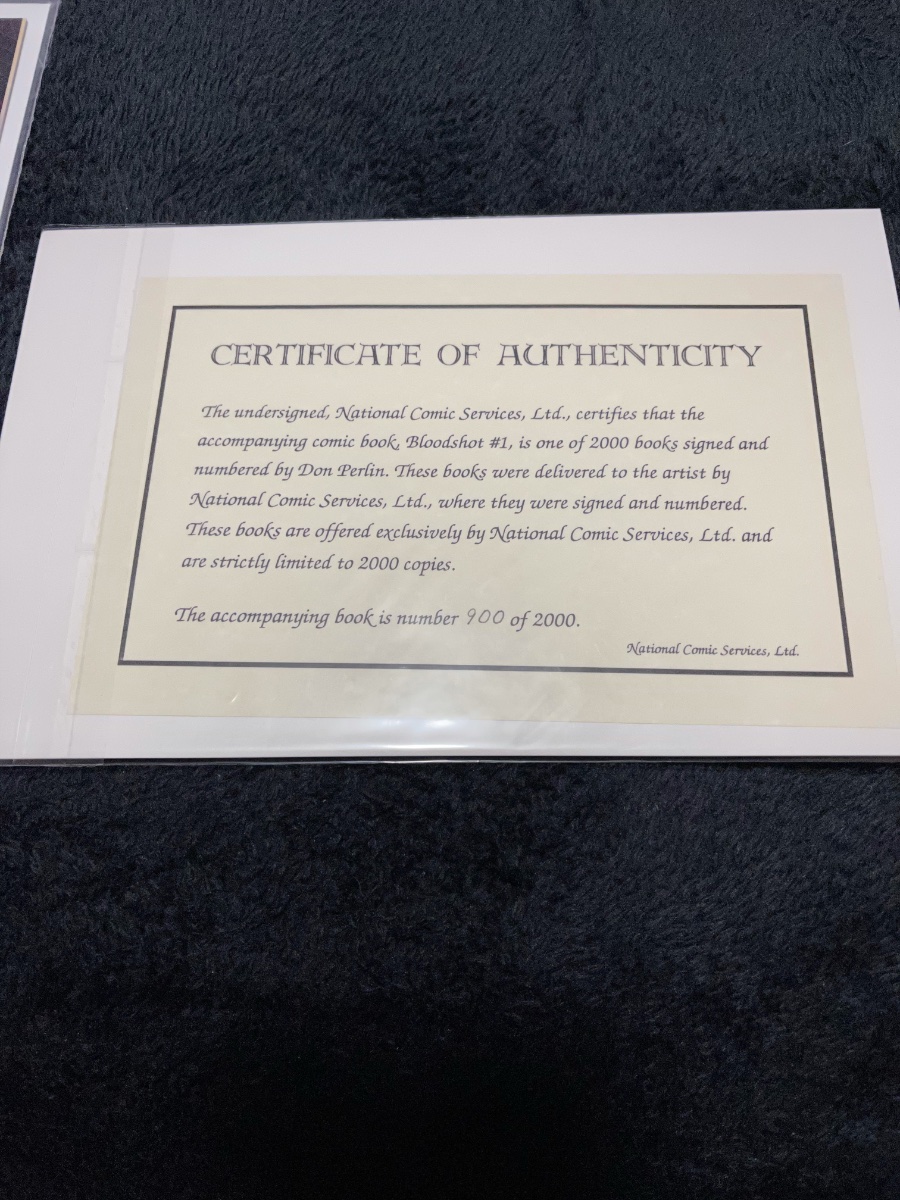 CERTIFICATE OF AUTHENTICITY
The undersigned, National Comic Services, Ltd., certifies that the
accompanying comic book, Bloodshot #1, is one of 2000 books signed and
numbered by Don Perlin. These books were delivered to the artist by
National Comic Services, Ltd., where they were signed and numbered.
These books are offered exclusively by National Comic Services, Ltd. and
are strictly limited to 2000 copies.
The accompanying book is number 900 of 2000.
National Comic Services, Ltd.